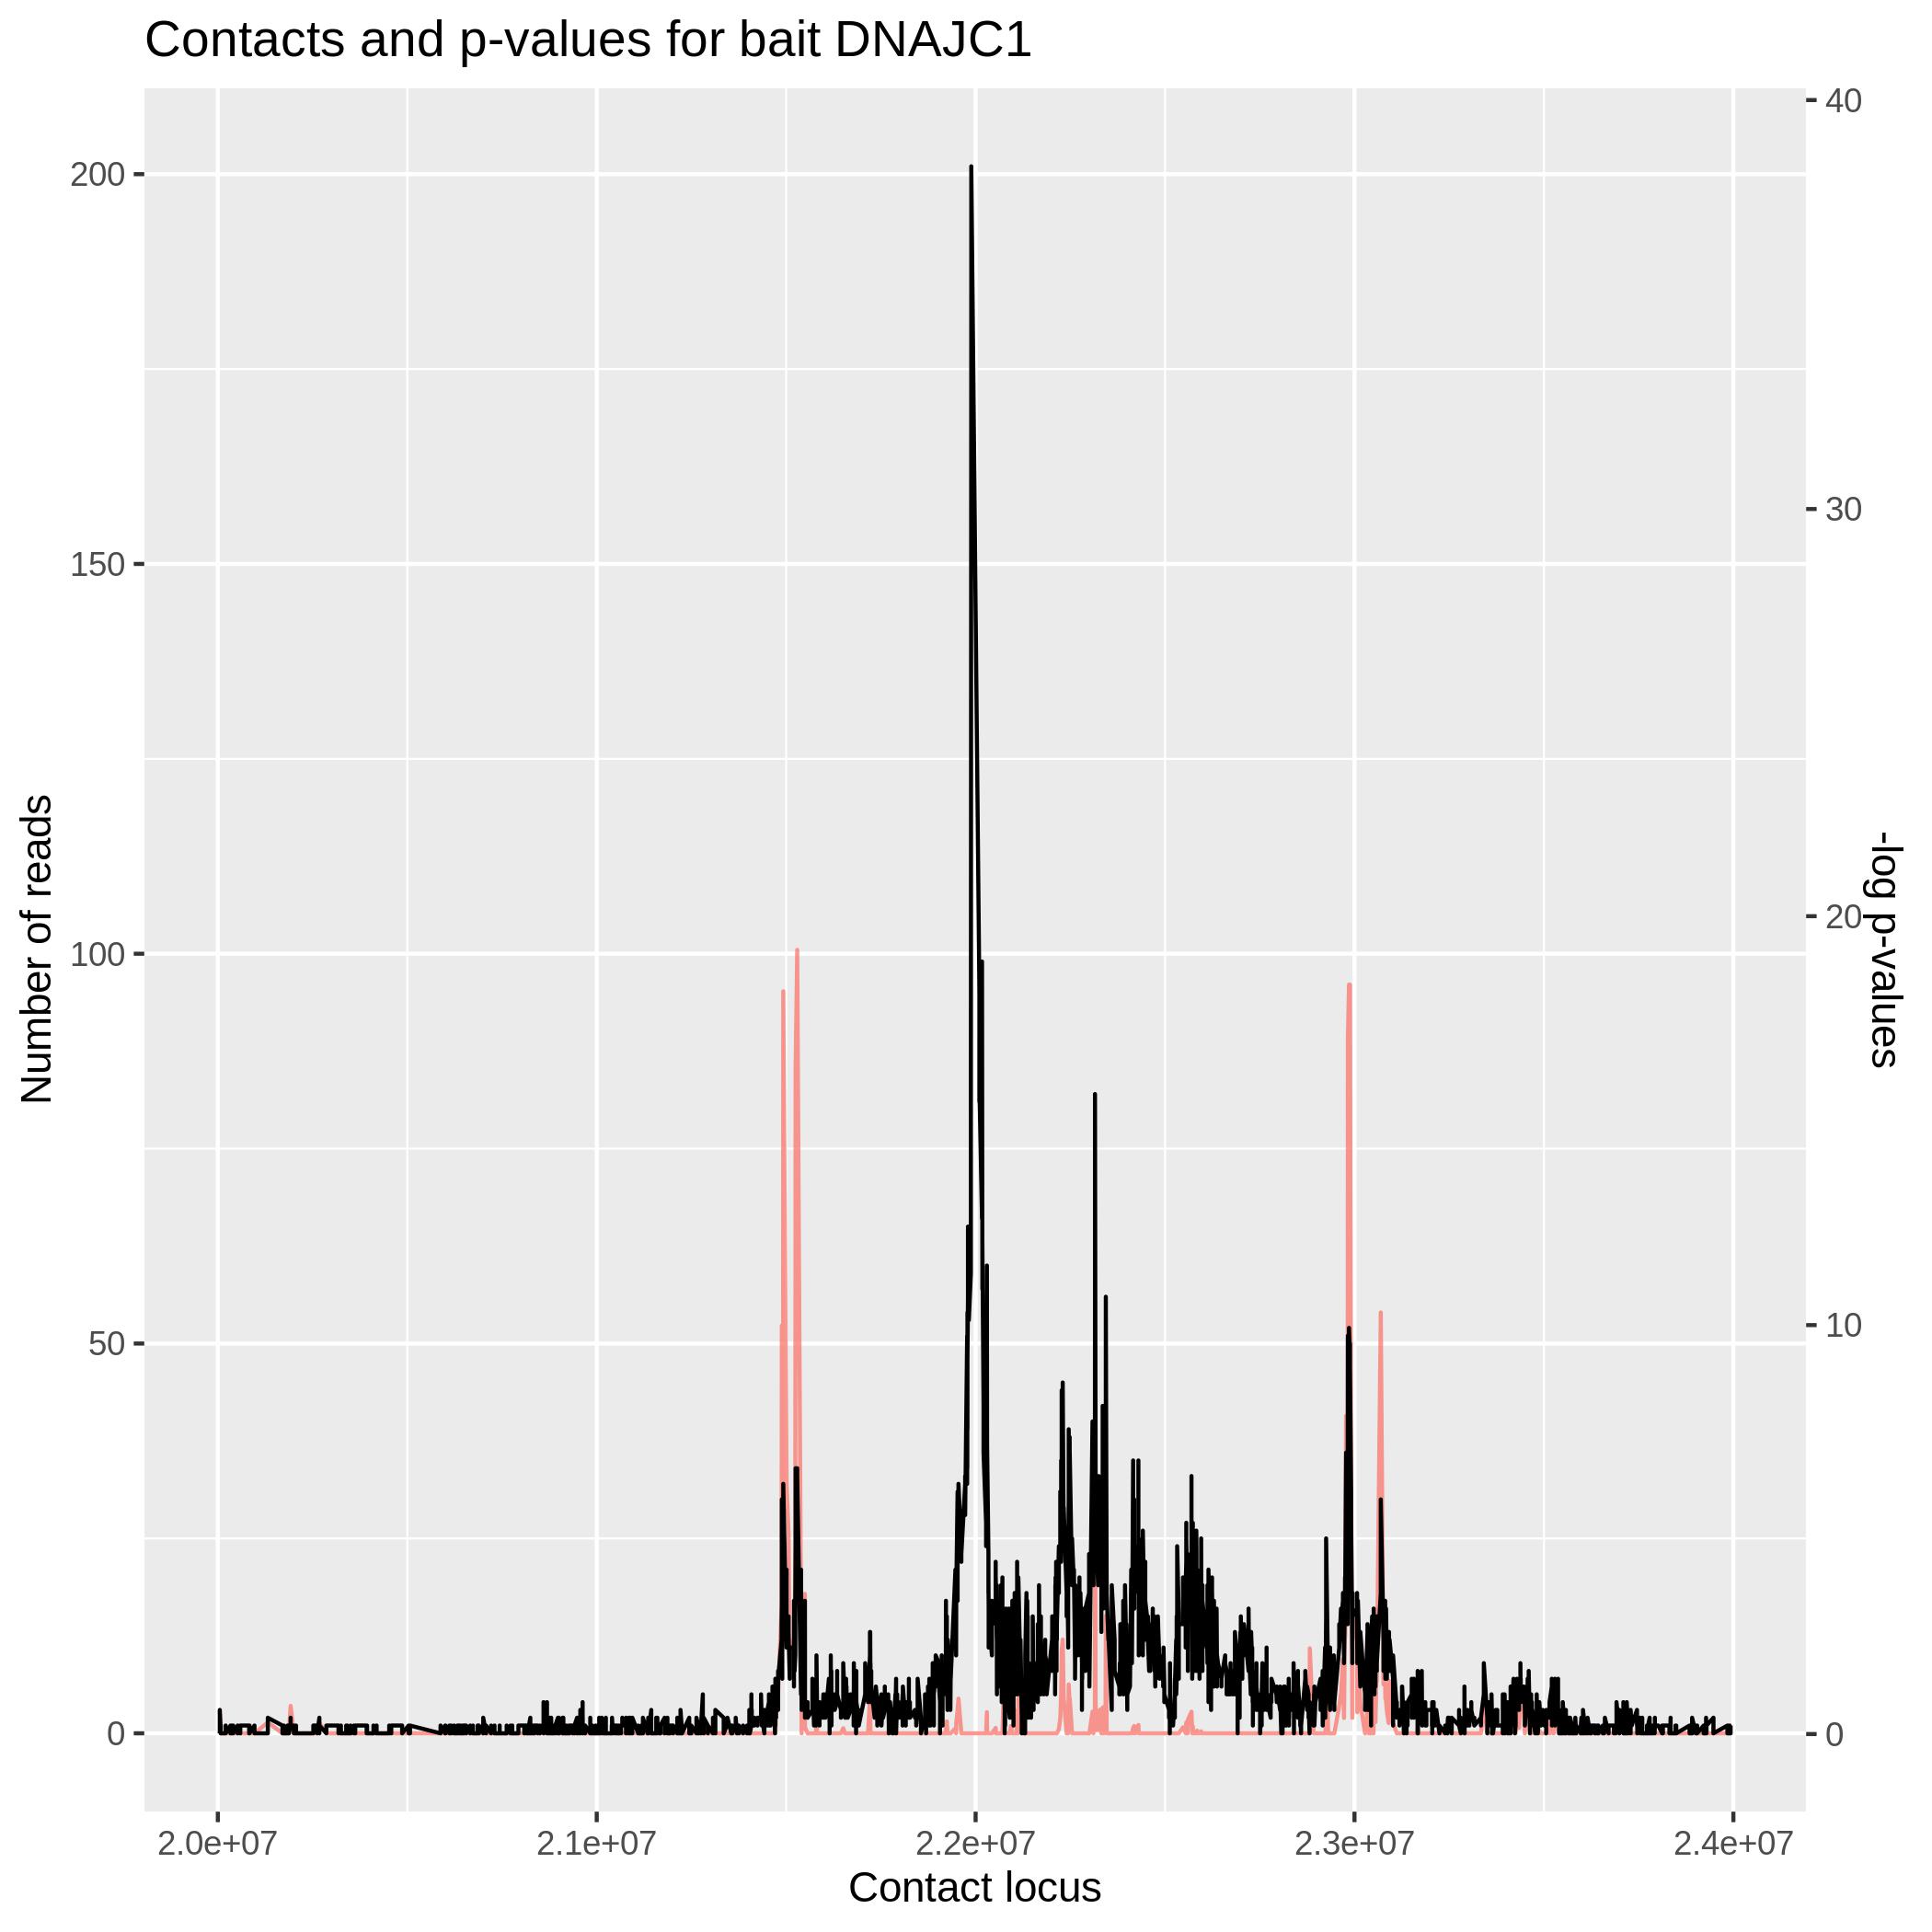 Contacts and p-values for bait DNAJC1
Number of reads
200
150
100
50
0
40
30
20
10
0
-log p-values
2.0e+07 2.1e+07 2.2e+07 2.3e+07 2.4e+07
Contact locus